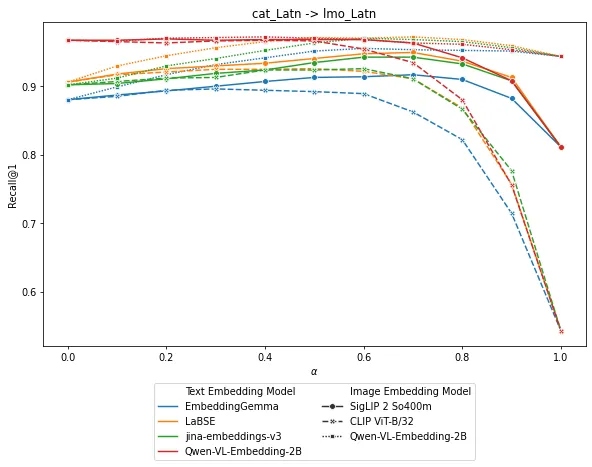 cat_Latn -> lmo_Latn
Recall@1
0.9
0.8
0.7
0.6
0.0 0.2 0.4 0.6 0.8 1.0
α
Text Embedding Model Image Embedding Model
EmbeddingGemma SigLIP 2 So400m
LaBSE CLIP ViT-B/32
jina-embeddings-v3 Qwen-VL-Embedding-2B
Qwen-VL-Embedding-2B